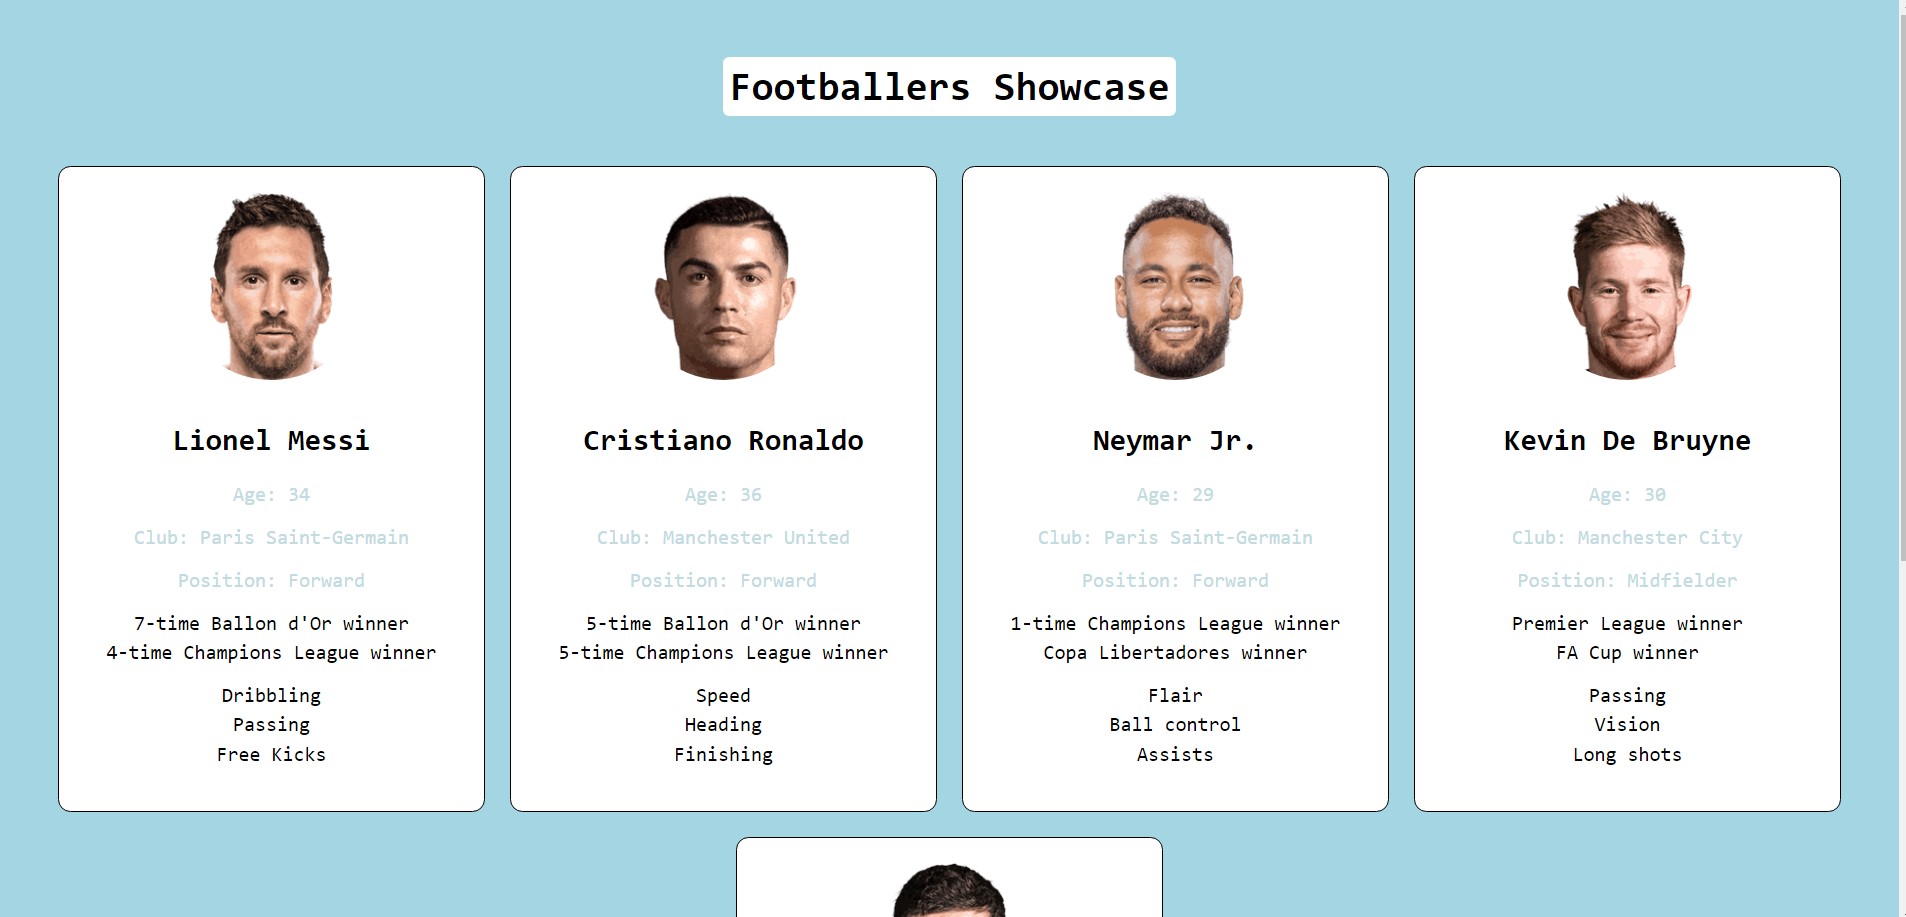 Footballers Showcase
Lionel Messi
Age: 34
Club: Paris Saint-Germain
Position: Forward
7-time Ballon d'Or winner
4-time Champions League winner
Dribbling
Passing
Free Kicks
Cristiano Ronaldo
Age: 36
Club: Manchester United
Position: Forward
5-time Ballon d'Or winner
5-time Champions League winner
Speed
Heading
Finishing
Neymar Jr.
Age: 29
Club: Paris Saint-Germain
Position: Forward
1-time Champions League winner
Copa Libertadores winner
Flair
Ball control
Assists
Kevin De Bruyne
Age: 30
Club: Manchester City
Position: Midfielder
Premier League winner
FA Cup winner
Passing
Vision
Long shots